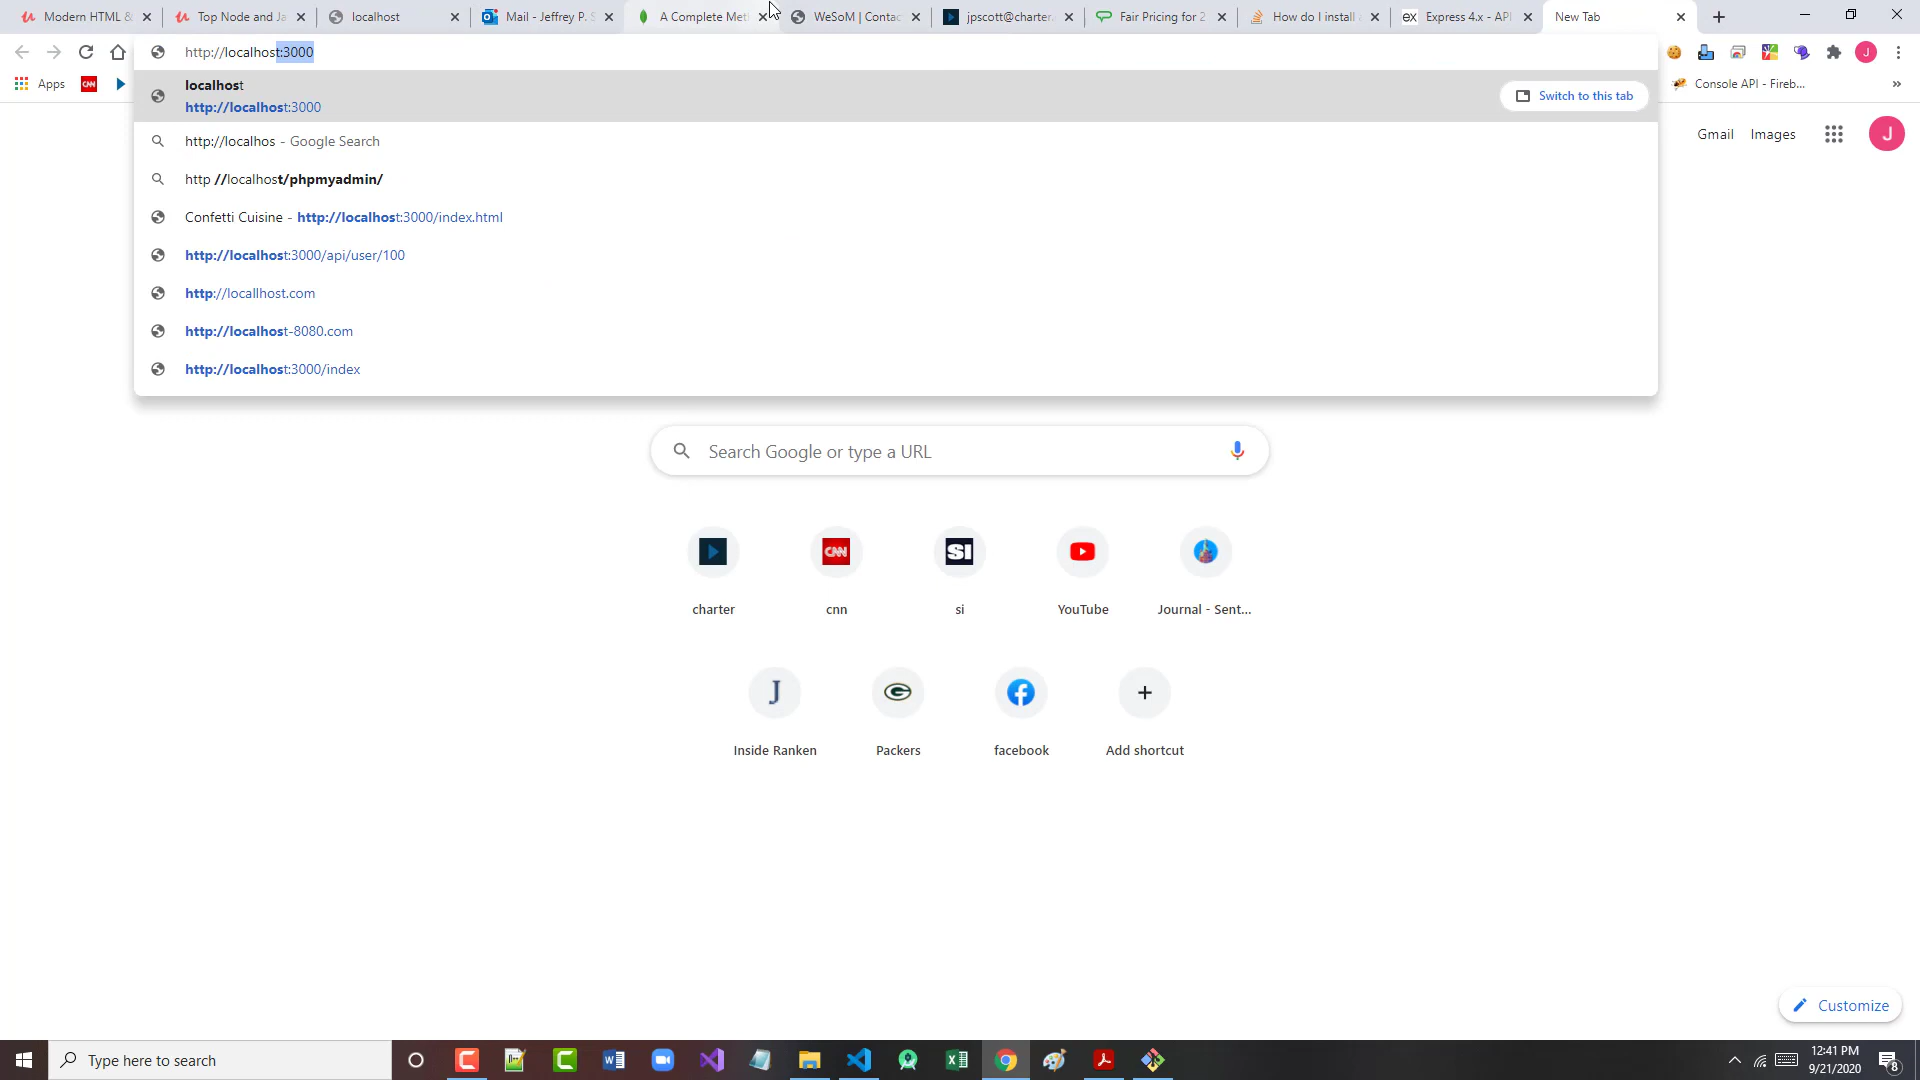 Modern HTML &
Top Node and Ja
localhost
Mail - Jeffrey P. S
A Complete Met
WeSoM | Contac
jpscott@charter.
Fair Pricing for 2
How do I install
ex Express 4.x - API
New Tab
http://localhost:3000
Apps
CNN
Console API - Fireb...
»
localhost
http://localhost:3000
Switch to this tab
http://localhos - Google Search
http //localhost/phpmyadmin/
Confetti Cuisine - http://localhost:3000/index.html
http://localhost:3000/api/user/100
http://locallhost.com
http://localhost-8080.com
http://localhost:3000/index
Gmail
Images
J
J
Search Google or type a URL
CNN
SI
charter
cnn
si
YouTube
Journal - Sent...
J
G
Inside Ranken
Packers
facebook
Add shortcut
Customize
Type here to search
12:41 PM
9/21/2020
8